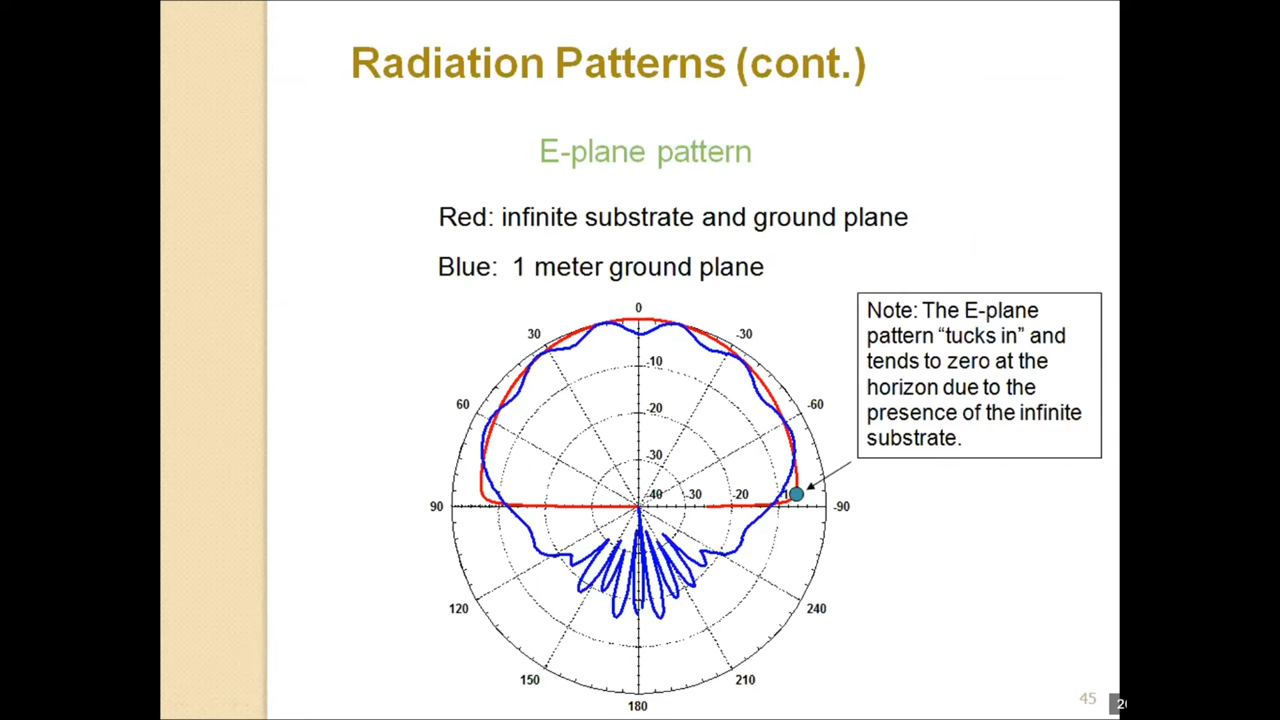 Radiation Patterns (cont.)
E-plane pattern
Red: infinite substrate and ground plane
Blue: 1 meter ground plane
Note: The E-plane
pattern “tucks in” and
tends to zero at the
horizon due to the
presence of the infinite
substrate.
0
30
-30
-10
60
-60
-20
-30
90
-40
-30
-20
-90
120
240
150
210
180
45